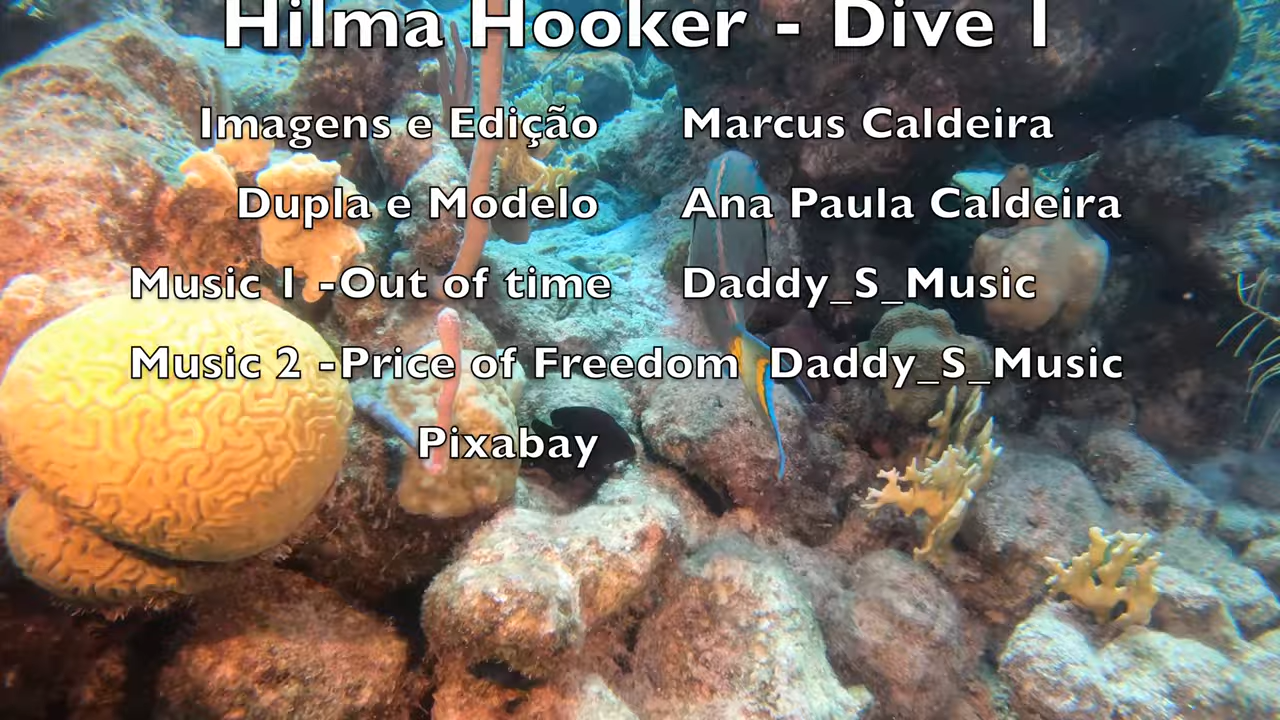 Hilma Hooker - Dive 1
Imagens e Edição Marcus Caldeira
Dupla e Modelo Ana Paula Caldeira
Music 1 -Out of time Daddy_S_Music
Music 2 -Price of Freedom Daddy_S_Music
Pixabay